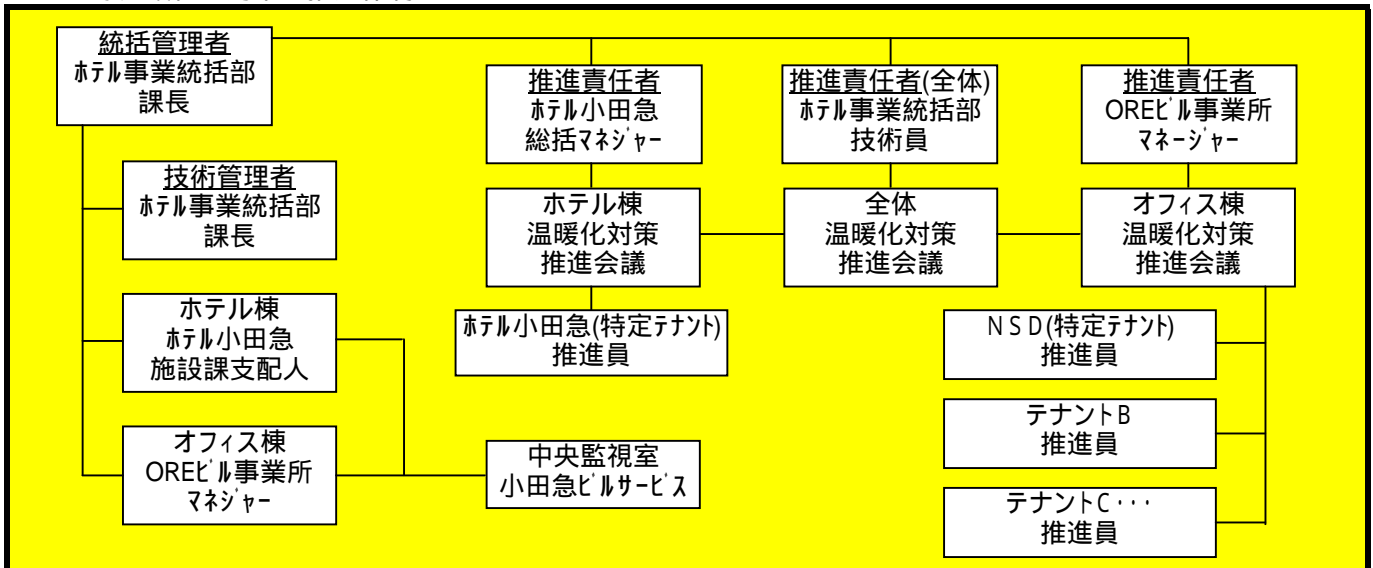 統括管理者
ﾎﾃﾙ事業統括部
課長
推進責任者
ﾎﾃﾙ小田急
総括ﾏﾈｼﾞｬｰ
推進責任者(全体)
ﾎﾃﾙ事業統括部
技術員
推進責任者
OREﾋﾞﾙ事業所
ﾏﾈｰｼﾞｬｰ
技術管理者
ﾎﾃﾙ事業統括部
課長
ホテル棟
温暖化対策
推進会議
全体
温暖化対策
推進会議
オフィス棟
温暖化対策
推進会議
ホテル棟
ﾎﾃﾙ小田急
施設課支配人
ﾎﾃﾙ小田急(特定ﾃﾅﾝﾄ)
推進員
ＮＳＤ(特定ﾃﾅﾝﾄ)
推進員
テナントB
推進員
オフィス棟
OREﾋﾞﾙ事業所
ﾏﾈｼﾞｬｰ
中央監視室
小田急ﾋﾞﾙｻｰﾋﾞｽ
テナントC・・・
推進員